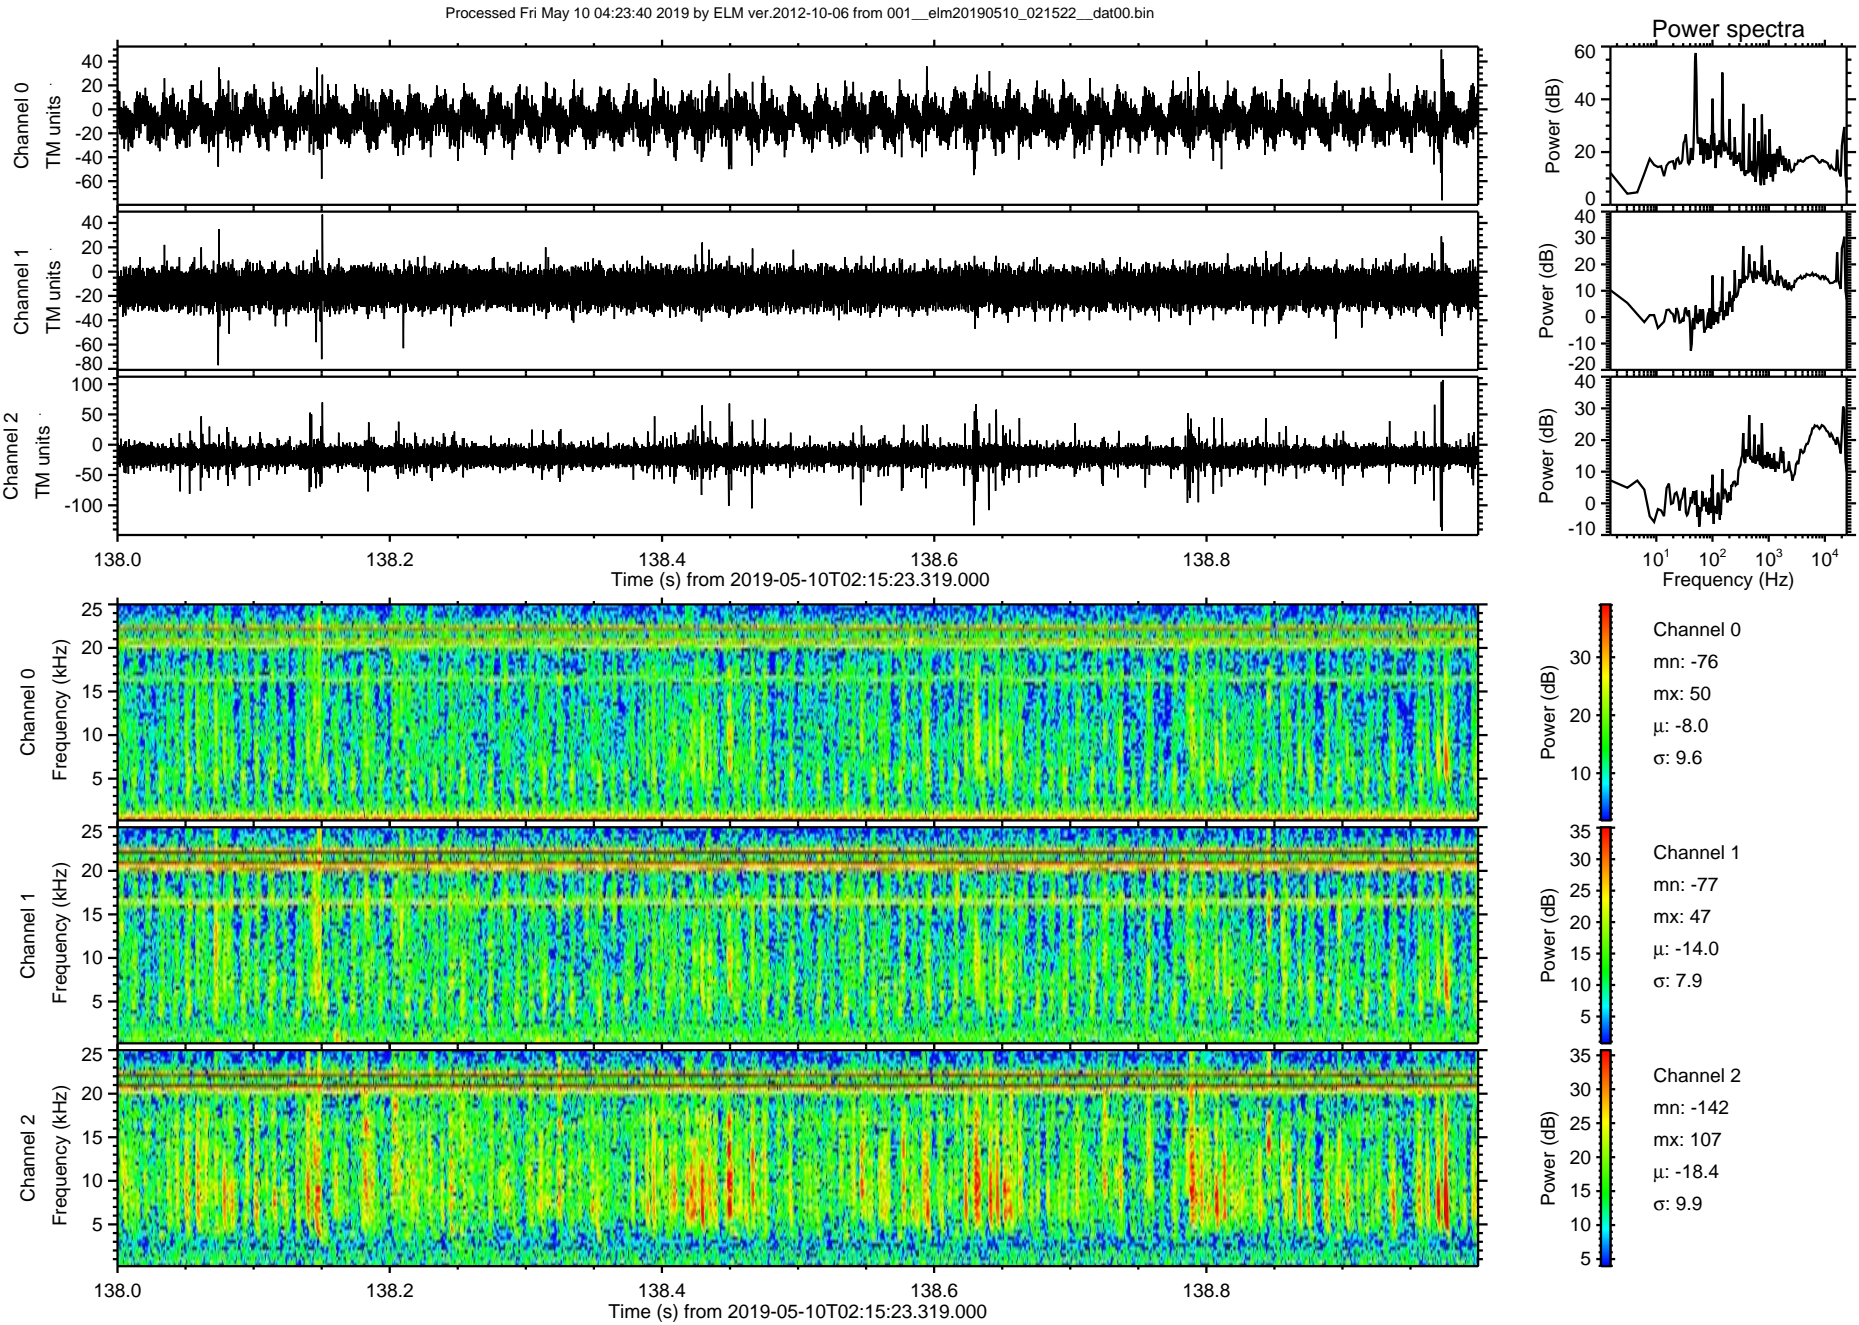 Processed Fri May 10 04:23:40 2019 by ELM ver.2012-10-06 from 001__elm20190510_021522__dat00.bin
Power spectra
Channel 0
TM units
40
20
0
-20
-40
-60
Power (dB)
60
40
20
0
Channel 1
TM units
40
20
0
-20
-40
-60
-80
Power (dB)
40
30
20
10
0
-10
-20
Channel 2
TM units
100
50
0
-50
-100
Power (dB)
40
30
20
10
0
-10
138.0 138.2 138.4 138.6 138.8
Time (s) from 2019-05-10T02:15:23.319.000
10¹ 10² 10³ 10⁴
Frequency (Hz)
Channel 0
Frequency (kHz)
25
20
15
10
5
Power (dB)
30
20
10
Channel 0
mn: -76
mx: 50
μ: -8.0
σ: 9.6
Channel 1
Frequency (kHz)
25
20
15
10
5
Power (dB)
35
30
25
20
15
10
5
Channel 1
mn: -77
mx: 47
μ: -14.0
σ: 7.9
Channel 2
Frequency (kHz)
25
20
15
10
5
Power (dB)
35
30
25
20
15
10
5
Channel 2
mn: -142
mx: 107
μ: -18.4
σ: 9.9
138.0 138.2 138.4 138.6 138.8
Time (s) from 2019-05-10T02:15:23.319.000